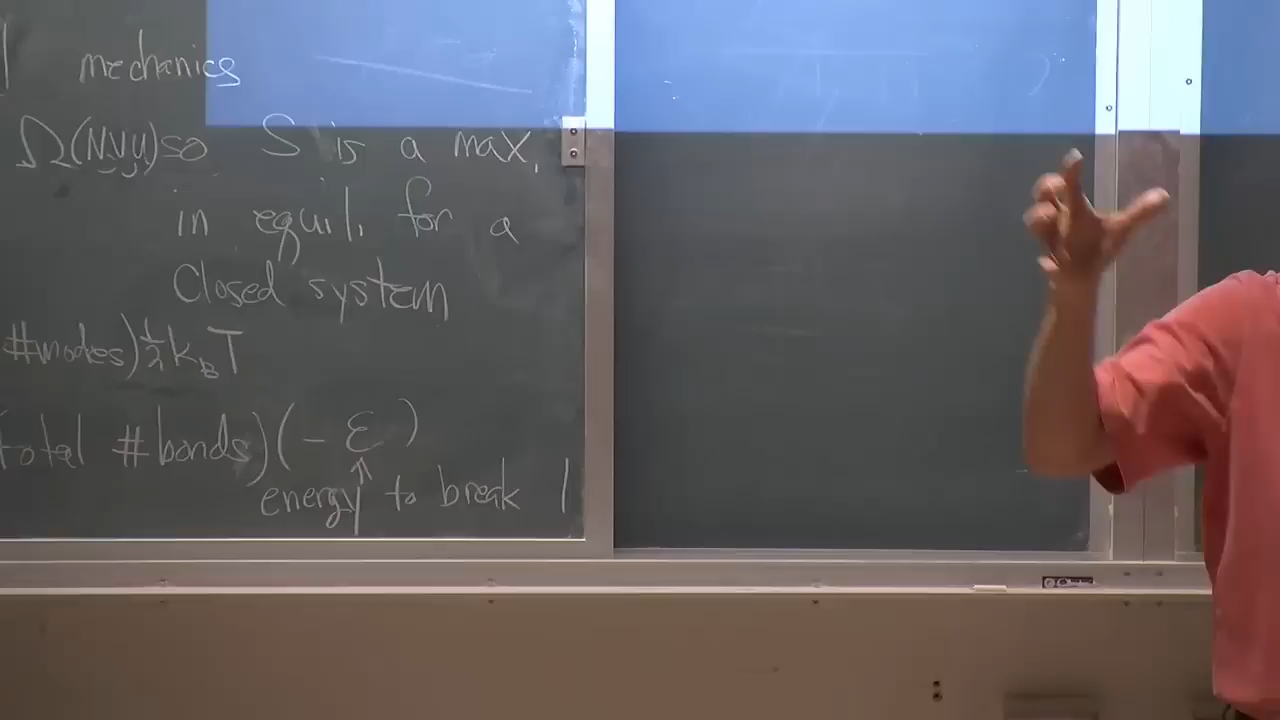 mechanics
Ω(N,V,U) so S is a max.
in equil. for a
Closed system
#modes) ½ k_B T
total #bonds)(- ε)
↑
energy to break 1